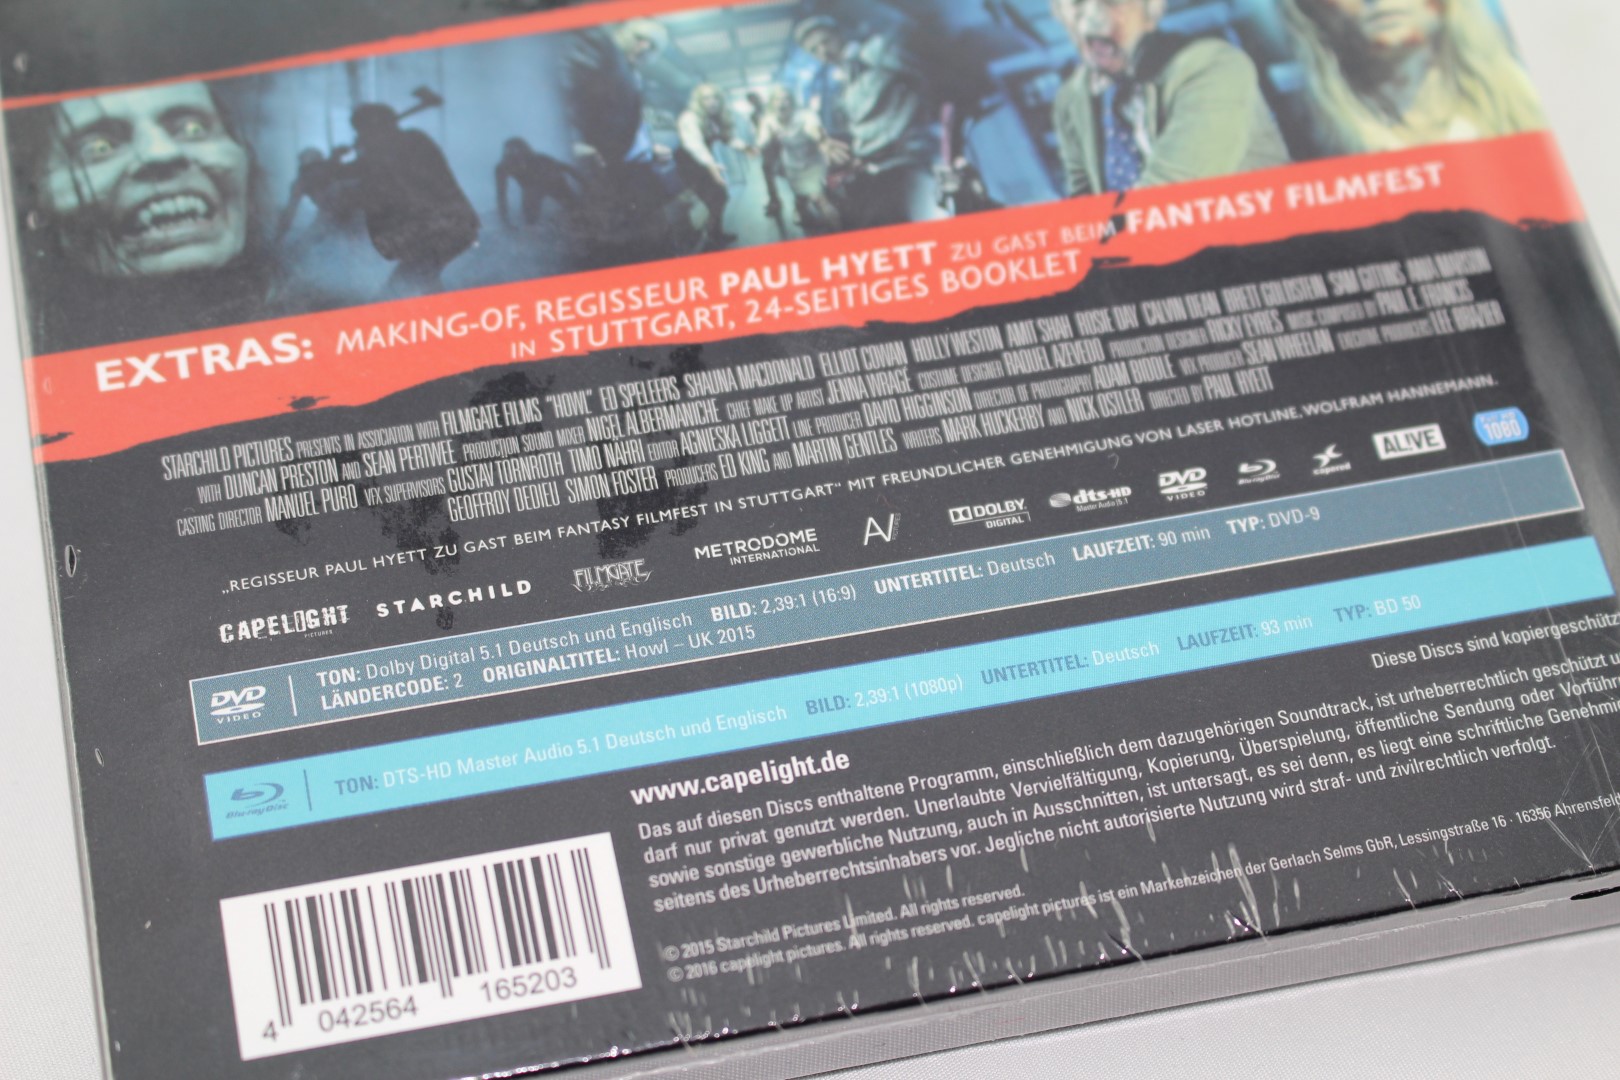 EXTRAS: MAKING-OF, REGISSEUR PAUL HYETT ZU GAST BEIM FANTASY FILMFEST
IN STUTTGART, 24-SEITIGES BOOKLET
STARCHILD PICTURES PRESENTS IN ASSOCIATION WITH FILMGATE FILMS "HOWL" ED SPELEERS SHAUNA MACDONALD ELLIOT COWAN HOLLY WESTON AMIT SHAH ROSIE DAY CALVIN DEAN BRETT GOLDSTEIN SAM GITTINS ANIA MARSON
WITH DUNCAN PRESTON AND SEAN PERTWEE PRODUCTION SOUND MIXER NIGEL ALBERMANICHE CHIEF MAKE UP ARTIST JENNA WRAGE COSTUME DESIGNER RAQUEL AZEVEDO PRODUCTION DESIGNER RICKY EYRES MUSIC COMPOSED BY PAUL E. FRANCIS
CASTING DIRECTOR MANUEL PURO VFX SUPERVISORS GUSTAV TORNROTH TIMO NAHRI EDITOR AGNIESKA LIGGETT LINE PRODUCER DAVID HIGGINSON DIRECTOR OF PHOTOGRAPHY ADAM BIDDLE CO PRODUCER SEAN WHEELAN EXECUTIVE PRODUCERS LEE BRAZIER
GEOFFROY DEDIEU SIMON FOSTER PRODUCERS ED KING AND MARTIN GENTLES WRITERS MARK HUCKERBY AND NICK OSTLER DIRECTED BY PAUL HYETT
„REGISSEUR PAUL HYETT ZU GAST BEIM FANTASY FILMFEST IN STUTTGART“ MIT FREUNDLICHER GENEHMIGUNG VON LASER HOTLINE. WOLFRAM HANNEMANN.
CAPELIGHT PICTURES STARCHILD FILMGATE METRODOME INTERNATIONAL AV DOLBY DIGITAL dts-HD Master Audio 5.1 DVD VIDEO Blu-ray Disc Capelight AL!VE 1080
DVD VIDEO
TON: Dolby Digital 5.1 Deutsch und Englisch BILD: 2,39:1 (16:9) UNTERTITEL: Deutsch LAUFZEIT: 90 min TYP: DVD-9
LÄNDERCODE: 2 ORIGINALTITEL: Howl – UK 2015
Blu-ray Disc
TON: DTS-HD Master Audio 5.1 Deutsch und Englisch BILD: 2,39:1 (1080p) UNTERTITEL: Deutsch LAUFZEIT: 93 min TYP: BD 50
www.capelight.de
Diese Discs sind kopiergeschützt
Das auf diesen Discs enthaltene Programm, einschließlich dem dazugehörigen Soundtrack, ist urheberrechtlich geschützt u
darf nur privat genutzt werden. Unerlaubte Vervielfältigung, Kopierung, Überspielung, öffentliche Sendung oder Vorführu
sowie sonstige gewerbliche Nutzung, auch in Ausschnitten, ist untersagt, es sei denn, es liegt eine schriftliche Genehmi
seitens des Urheberrechtsinhabers vor. Jegliche nicht autorisierte Nutzung wird straf- und zivilrechtlich verfolgt.
© 2015 Starchild Pictures Limited. All rights reserved.
© 2016 capelight pictures. All rights reserved. capelight pictures ist ein Markenzeichen der Gerlach Selms GbR, Lessingstraße 16 · 16356 Ahrensfeld
4 042564 165203